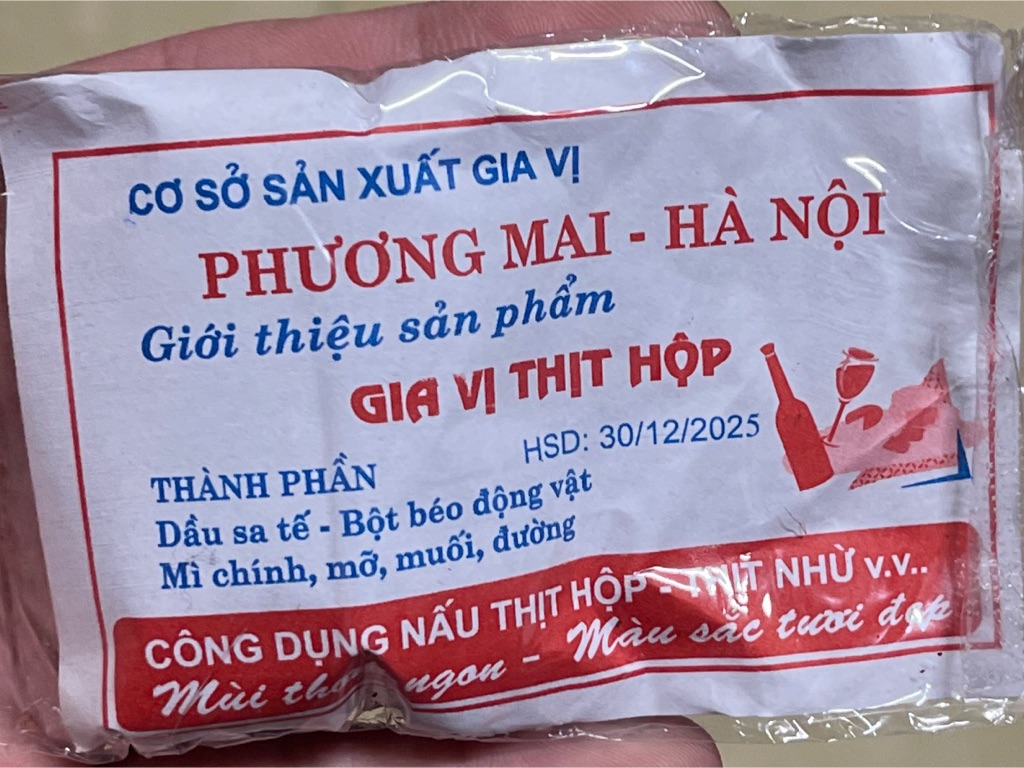 CƠ SỞ SẢN XUẤT GIA VỊ
PHƯƠNG MAI - HÀ NỘI
Giới thiệu sản phẩm
GIA VỊ THỊT HỘP
HSD: 30/12/2025
THÀNH PHẦN
Dầu sa tế - Bột béo động vật
Mì chính, mỡ, muối, đường
CÔNG DỤNG NẤU THỊT HỘP - THỊT NHỪ v.v..
Mùi thơm ngon - Màu sắc tươi đẹp